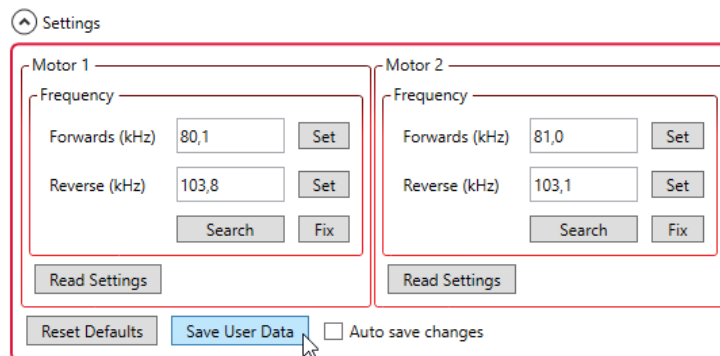 Settings
Motor 1
Frequency
Forwards (kHz) 80,1 Set
Reverse (kHz) 103,8 Set
Search Fix
Read Settings
Motor 2
Frequency
Forwards (kHz) 81,0 Set
Reverse (kHz) 103,1 Set
Search Fix
Read Settings
Reset Defaults Save User Data Auto save changes